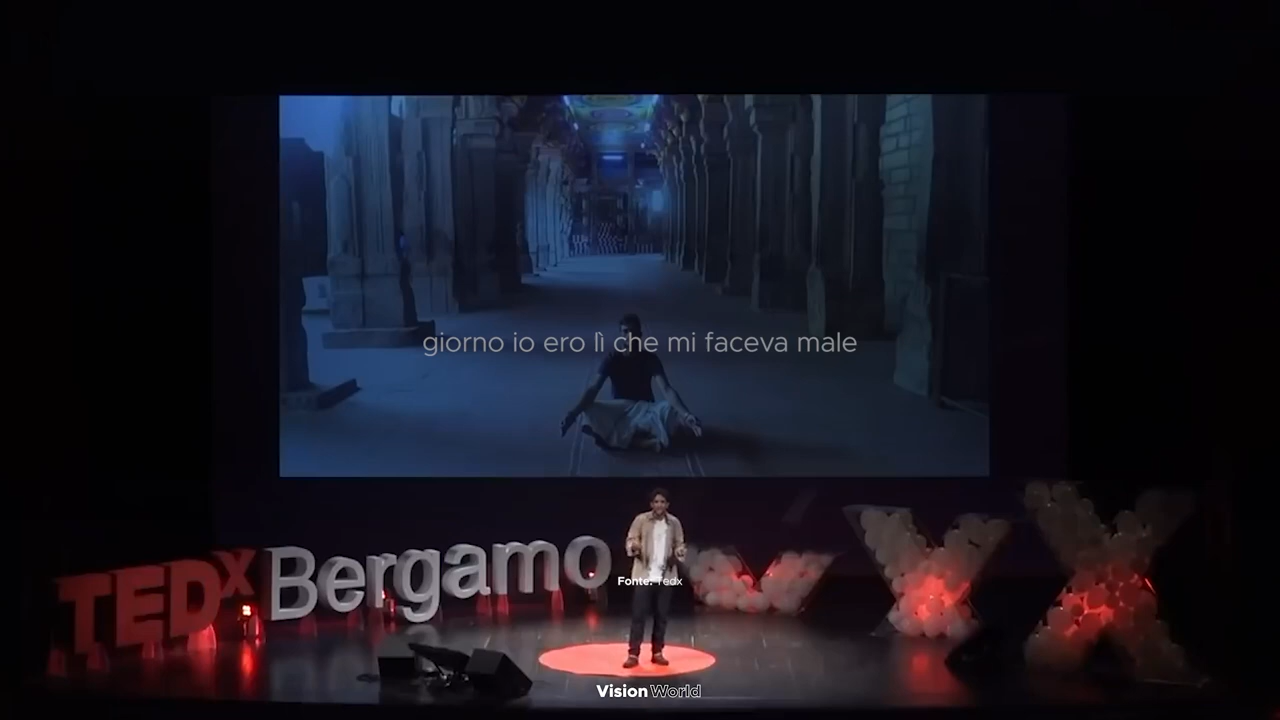 giorno io ero lì che mi faceva male
TEDx Bergamo
Fonte: Tedx
Vision World